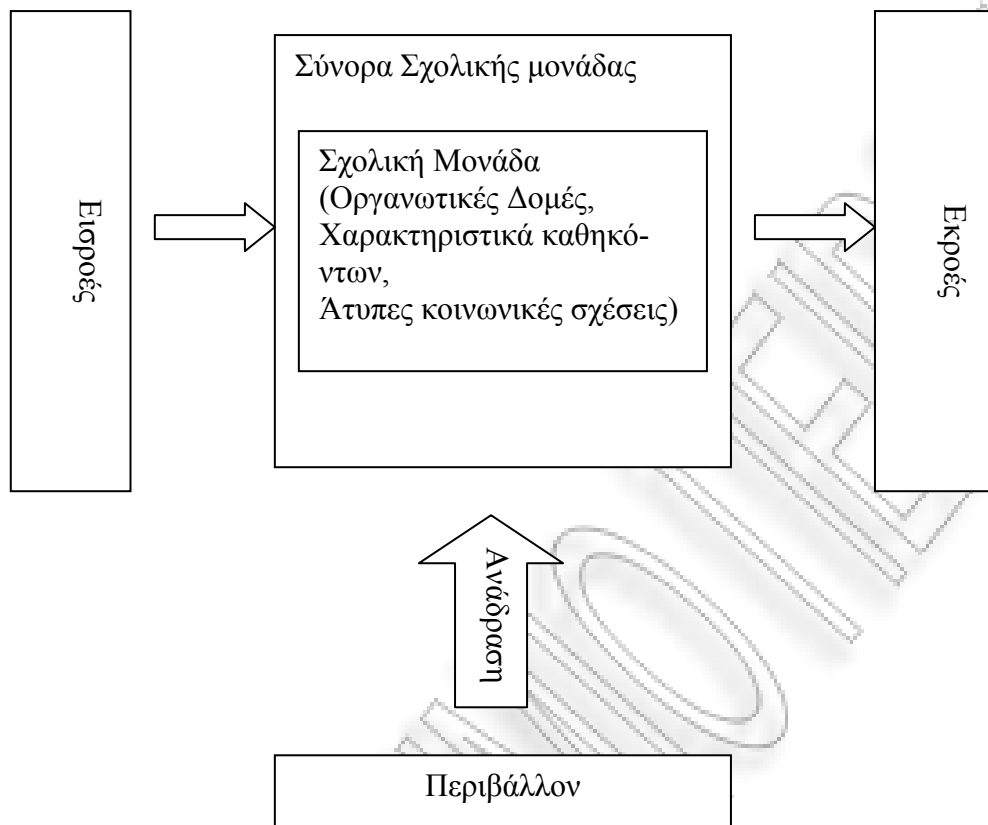 Σύνορα Σχολικής μονάδας
Σχολική Μονάδα
(Οργανωτικές Δομές,
Χαρακτηριστικά καθηκό-
ντων,
Άτυπες κοινωνικές σχέσεις)
Εισροές
Εκροές
Ανάδραση
Περιβάλλον